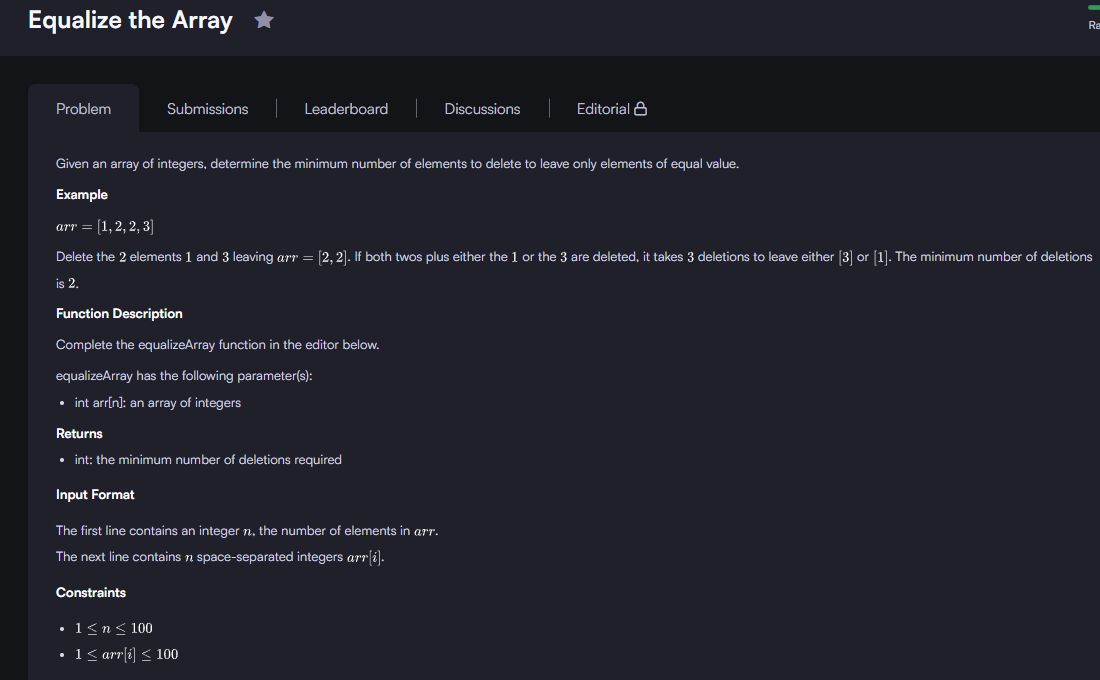 Equalize the Array
Ra
Problem
Submissions
Leaderboard
Discussions
Editorial
Given an array of integers, determine the minimum number of elements to delete to leave only elements of equal value.
Example
arr = [1, 2, 2, 3]
Delete the 2 elements 1 and 3 leaving arr = [2, 2]. If both twos plus either the 1 or the 3 are deleted, it takes 3 deletions to leave either [3] or [1]. The minimum number of deletions
is 2.
Function Description
Complete the equalizeArray function in the editor below.
equalizeArray has the following parameter(s):
• int arr[n]: an array of integers
Returns
• int: the minimum number of deletions required
Input Format
The first line contains an integer n, the number of elements in arr.
The next line contains n space-separated integers arr[i].
Constraints
• 1 ≤ n ≤ 100
• 1 ≤ arr[i] ≤ 100